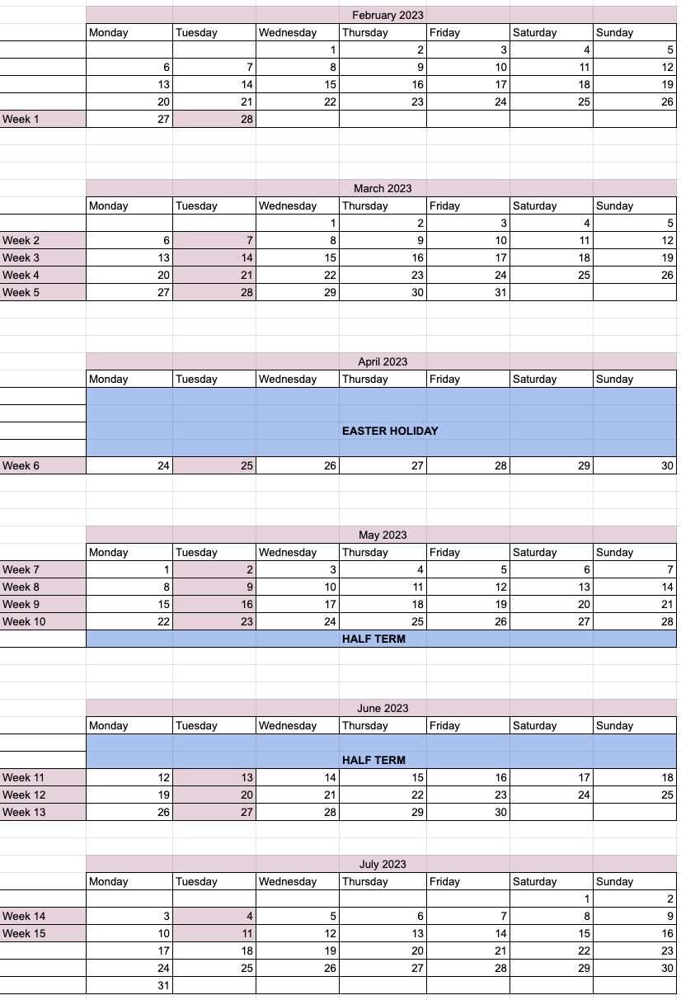 February 2023
Monday Tuesday Wednesday Thursday Friday Saturday Sunday
1 2 3 4 5
6 7 8 9 10 11 12
13 14 15 16 17 18 19
20 21 22 23 24 25 26
Week 1 27 28
March 2023
Monday Tuesday Wednesday Thursday Friday Saturday Sunday
1 2 3 4 5
Week 2 6 7 8 9 10 11 12
Week 3 13 14 15 16 17 18 19
Week 4 20 21 22 23 24 25 26
Week 5 27 28 29 30 31
April 2023
Monday Tuesday Wednesday Thursday Friday Saturday Sunday
EASTER HOLIDAY
Week 6 24 25 26 27 28 29 30
May 2023
Monday Tuesday Wednesday Thursday Friday Saturday Sunday
Week 7 1 2 3 4 5 6 7
Week 8 8 9 10 11 12 13 14
Week 9 15 16 17 18 19 20 21
Week 10 22 23 24 25 26 27 28
HALF TERM
June 2023
Monday Tuesday Wednesday Thursday Friday Saturday Sunday
HALF TERM
Week 11 12 13 14 15 16 17 18
Week 12 19 20 21 22 23 24 25
Week 13 26 27 28 29 30
July 2023
Monday Tuesday Wednesday Thursday Friday Saturday Sunday
1 2
Week 14 3 4 5 6 7 8 9
Week 15 10 11 12 13 14 15 16
17 18 19 20 21 22 23
24 25 26 27 28 29 30
31